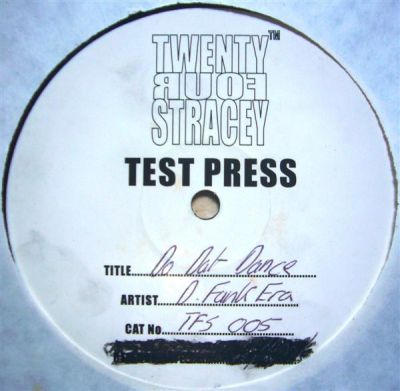 TWENTY™
FOUR
STRACEY
TEST PRESS
TITLE Do Dat Dance
ARTIST D. Funk Era
CAT No. TFS 005